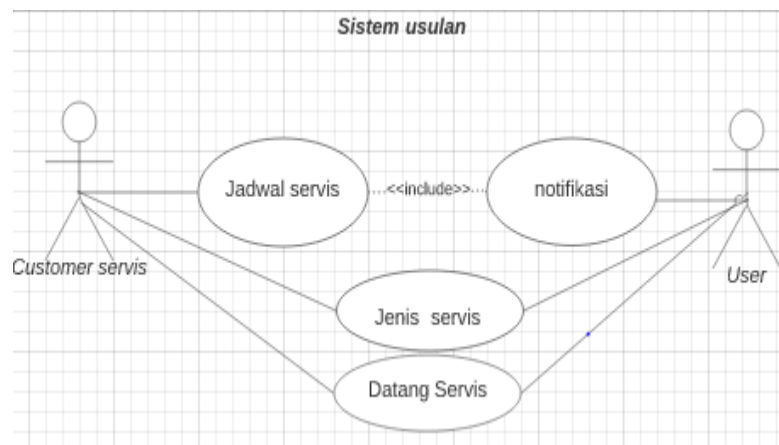 Sistem usulan
Jadwal servis
<<include>>
notifikasi
Customer servis
User
Jenis servis
Datang Servis